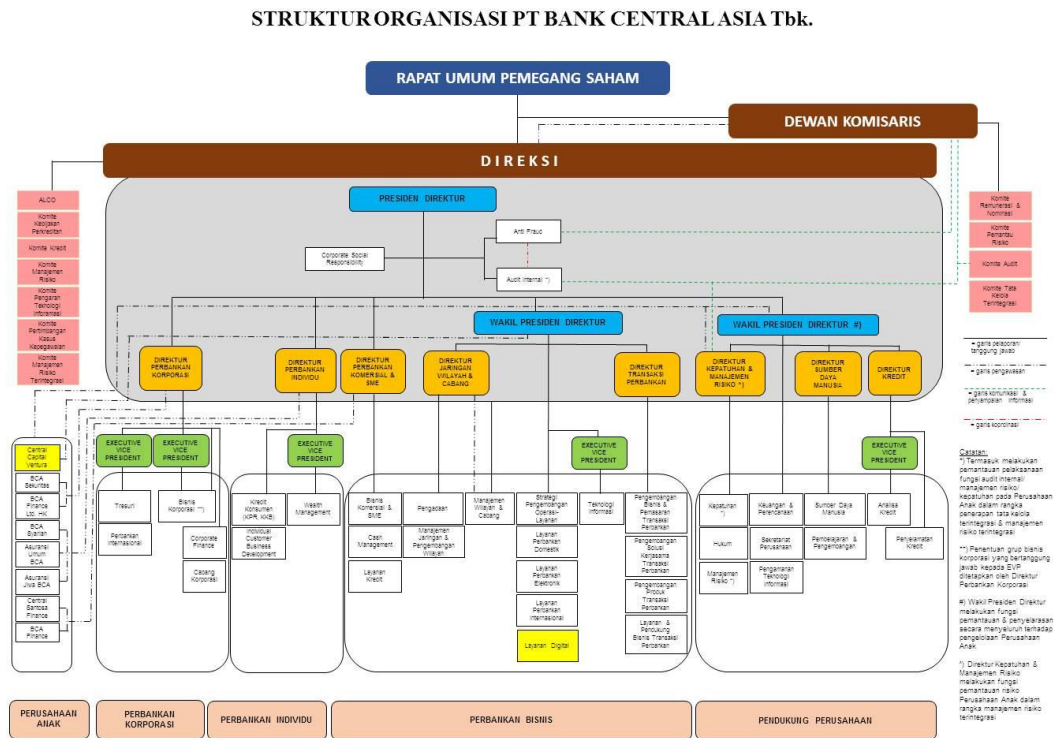 STRUKTUR ORGANISASI PT BANK CENTRAL ASIA Tbk.
RAPAT UMUM PEMEGANG SAHAM
DEWAN KOMISARIS
DIREKSI
PRESIDEN DIREKTUR
ALCO
Komite
Kebijakan
Perkreditan
Komite Kredit
Komite
Manajemen
Risiko
Komite
Pengarah
Teknologi
Inforamasi
Komite
Pertimbangan
Kasus
Kepegawaian
Komite
Manajemen
Risiko
Terintegrasi
Corporate Social
Responsibility
Anti Fraud
Audit Internal *)
Komite
Remunerasi &
Nominasi
Komite
Pemantau
Risiko
Komite Audit
Komite Tata
Kelola
Terintegrasi
WAKIL PRESIDEN DIREKTUR
WAKIL PRESIDEN DIREKTUR #)
DIREKTUR
PERBANKAN
KORPORASI
DIREKTUR
PERBANKAN
INDIVIDU
DIREKTUR
PERBANKAN
KOMERSIAL &
SME
DIREKTUR
JARINGAN
WILAYAH &
CABANG
DIREKTUR
TRANSAKSI
PERBANKAN
DIREKTUR
KEPATUHAN &
MANAJEMEN
RISIKO *)
DIREKTUR
SUMBER
DAYA
MANUSIA
DIREKTUR
KREDIT
= garis pelaporan/
tanggung jawab
= garis pengawasan
= garis komunikasi &
penyampaian informasi
= garis koordinasi
EXECUTIVE
VICE
PRESIDENT
EXECUTIVE
VICE
PRESIDENT
EXECUTIVE
VICE
PRESIDENT
EXECUTIVE
VICE
PRESIDENT
EXECUTIVE
VICE
PRESIDENT
Central
Capital
Ventura
BCA
Sekuritas
BCA
Finance
Ltd. HK
BCA
Syariah
Asuransi
Umum BCA
Asuransi
Jiwa BCA
Central
Santosa
Finance
BCA
Finance
Tresuri
Perbankan
Internasional
Bisnis
Korporasi **)
Corporate
Finance
Cabang
Korporasi
Kredit
Konsumen
(KPR, KKB)
Individual
Customer
Business
Development
Wealth
Management
Bisnis
Komersial &
SME
Cash
Management
Layanan
Kredit
Pengadaan
Manajemen
Jaringan &
Pengembangan
Wilayah
Manajemen
Wilayah &
Cabang
Strategi
Pengembangan
Operasi-
Layanan
Layanan
Perbankan
Domestik
Layanan
Perbankan
Elektronik
Layanan
Perbankan
Internasional
Layanan Digital
Teknologi
Informasi
Pengembangan
Bisnis &
Pemasaran
Transaksi
Perbankan
Pengembangan
Solusi
Kerjasama
Transaksi
Perbankan
Pengembangan
Produk
Transaksi
Perbankan
Layanan &
Pendukung
Bisnis Transaksi
Perbankan
Kepatuhan
*)
Hukum
Manajemen
Risiko *)
Keuangan &
Perencanaan
Sekretariat
Perusahaan
Pengamanan
Teknologi
Informasi
Sumber Daya
Manusia
Pembelajaran &
Pengembangan
Analisa
Kredit
Penyelamatan
Kredit
Catatan:
*) Termasuk melakukan
pemantauan pelaksanaan
fungsi audit internal/
manajemen risiko/
kepatuhan pada Perusahaan
Anak dalam rangka
penerapan tata kelola
terintegrasi & manajemen
risiko terintegrasi
**) Penentuan grup bisnis
korporasi yang bertanggung
jawab kepada EVP
ditetapkan oleh Direktur
Perbankan Korporasi
#) Wakil Presiden Direktur
melakukan fungsi
pemantauan & penyelarasan
secara menyeluruh terhadap
pengelolaan Perusahaan
Anak
*) Direktur Kepatuhan &
Manajemen Risiko
melakukan fungsi
pemantauan risiko
Perusahaan Anak dalam
rangka manajemen risiko
terintegrasi
PERUSAHAAN
ANAK
PERBANKAN
KORPORASI
PERBANKAN INDIVIDU
PERBANKAN BISNIS
PENDUKUNG PERUSAHAAN